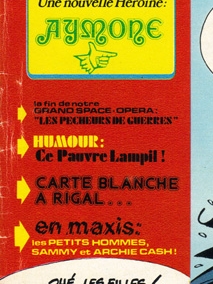 Une nouvelle Héroïne:
AYMONE
la fin de notre
GRAND SPACE-OPERA:
"LES PECHEURS DE GUERRES"
HUMOUR:
Ce Pauvre Lampil !
CARTE BLANCHE
A RIGAL...
en maxis:
les PETITS HOMMES,
SAMMY et ARCHIE CASH!
OHÉ, LES FILLES!